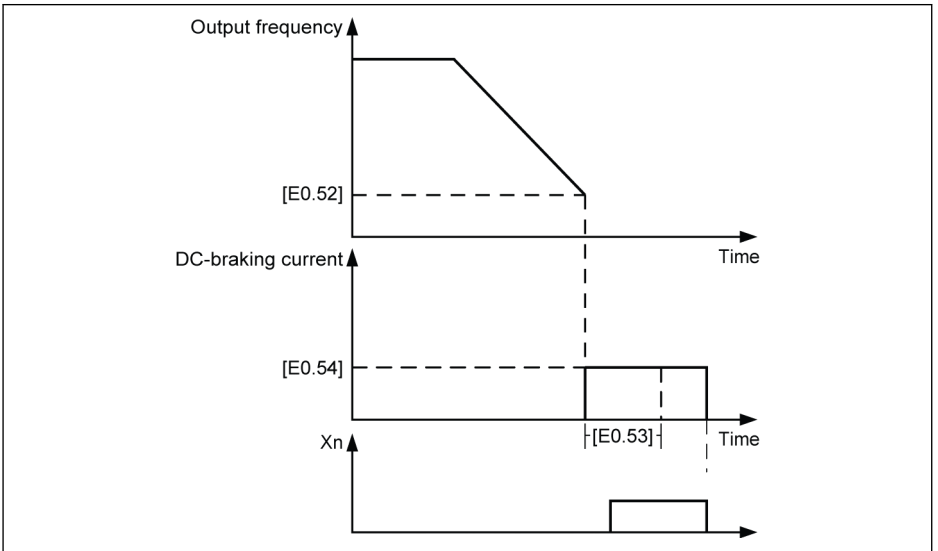 Output frequency
[E0.52]
Time
DC-braking current
[E0.54]
[E0.53]
Time
Xn